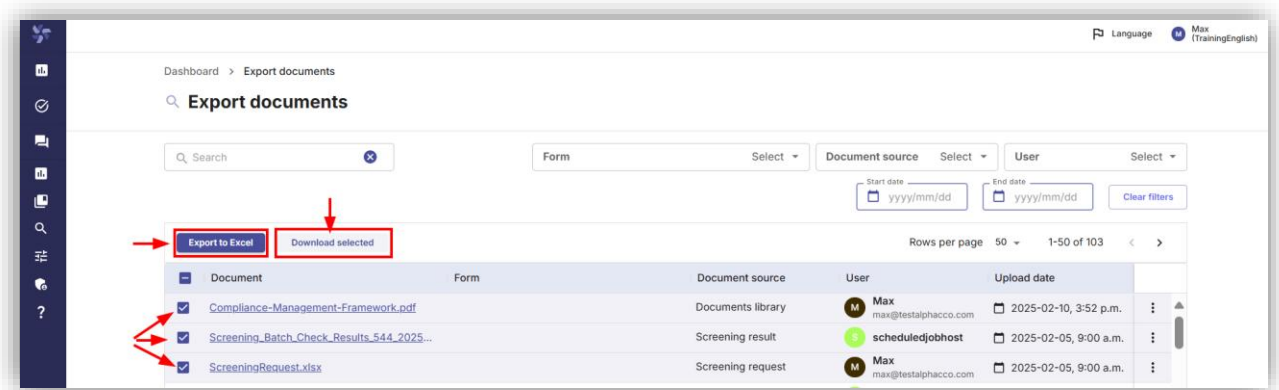 Language
M
Max
(TrainingEnglish)
Dashboard > Export documents
Export documents
Search
Form Select
Document source Select
User Select
Start date
yyyy/mm/dd
End date
yyyy/mm/dd
Clear filters
Export to Excel
Download selected
Rows per page 50 1-50 of 103
Document Form Document source User Upload date
Compliance-Management-Framework.pdf Documents library M Max 2025-02-10, 3:52 p.m.
max@testalphacco.com
Screening_Batch_Check_Results_544_2025... Screening result S scheduledjobhost 2025-02-05, 9:00 a.m.
ScreeningRequest.xlsx Screening request M Max 2025-02-05, 9:00 a.m.
max@testalphacco.com
?